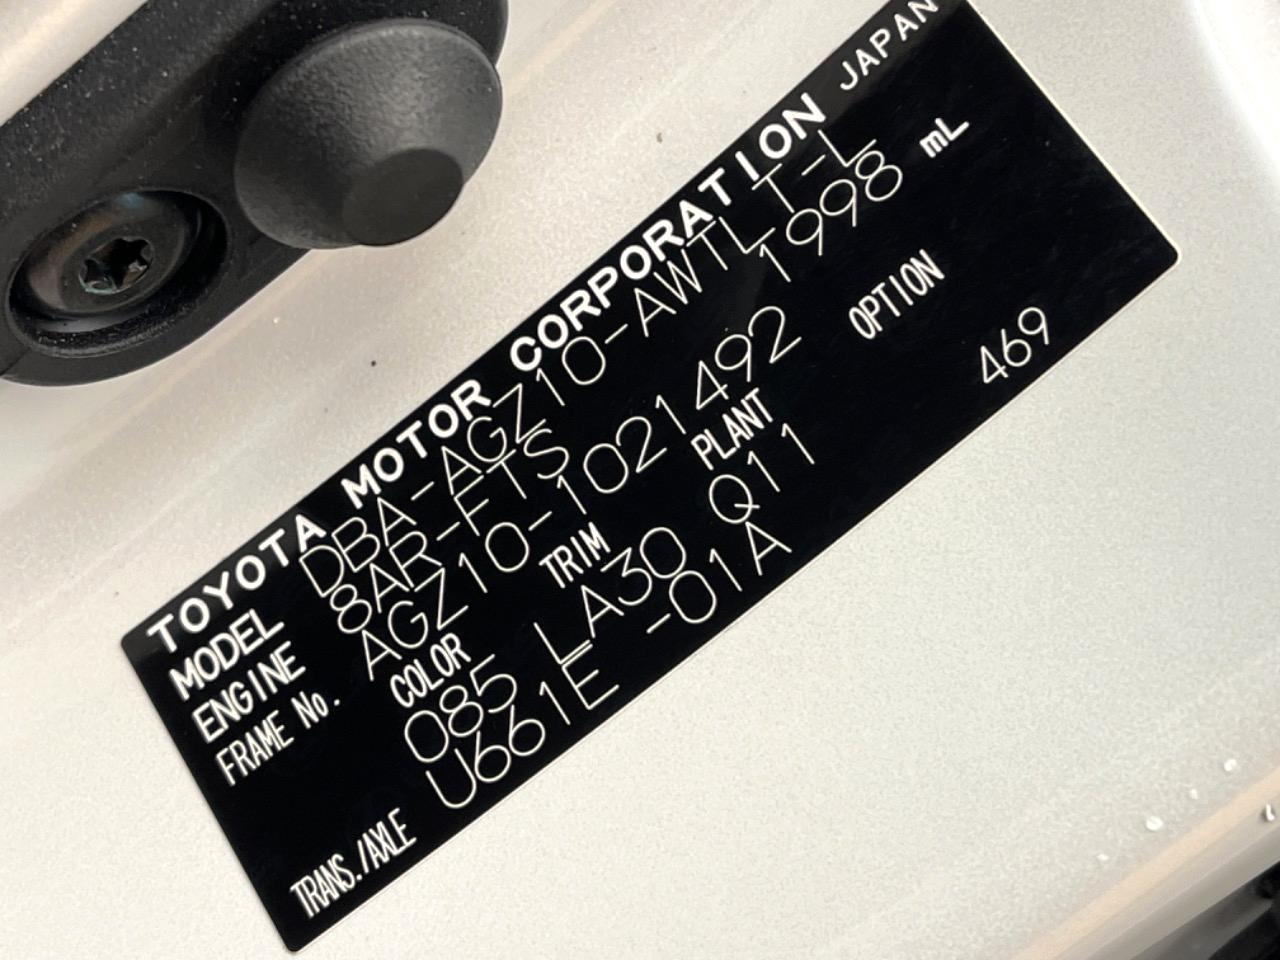 TOYOTA MOTOR CORPORATION JAPAN
MODEL DBA-AGZ10-AWTLT-L
ENGINE 8AR-FTS 1998 mL
FRAME No. AGZ10-1021492
COLOR TRIM PLANT OPTION
085- LA30 Q11 469
TRANS./AXLE U661E -01A